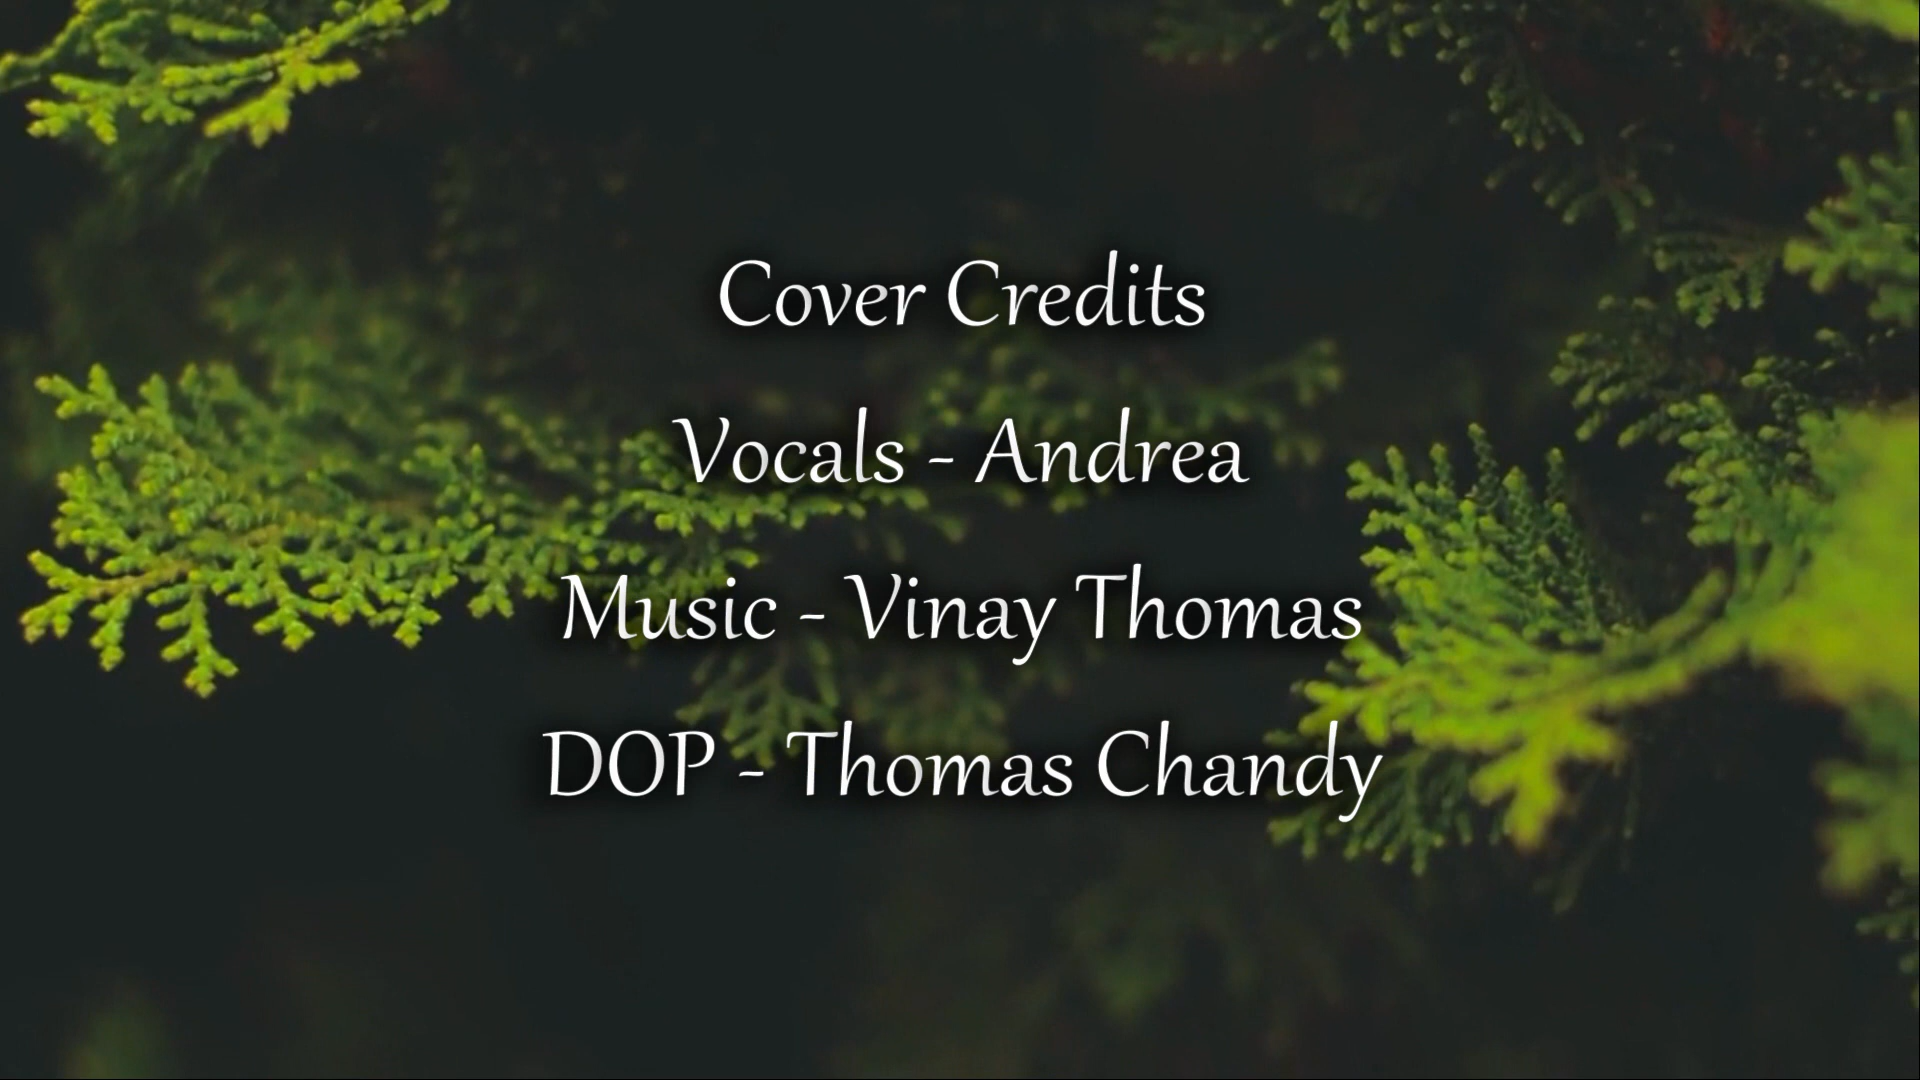 Cover Credits
Vocals - Andrea
Music - Vinay Thomas
DOP - Thomas Chandy